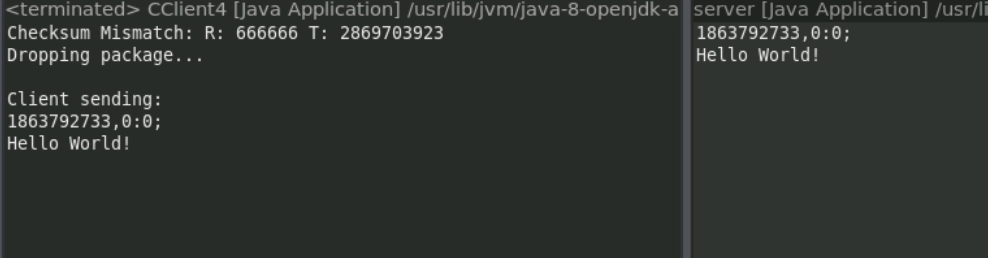 <terminated> CClient4 [Java Application] /usr/lib/jvm/java-8-openjdk-a
Checksum Mismatch: R: 666666 T: 2869703923
Dropping package...
Client sending:
1863792733,0:0;
Hello World!
server [Java Application] /usr/li
1863792733,0:0;
Hello World!